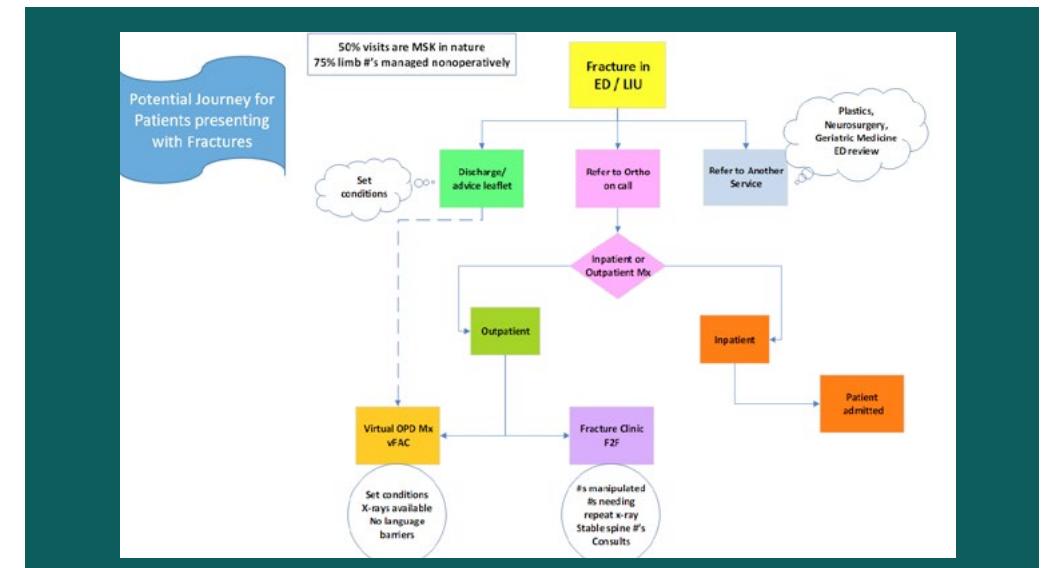 50% visits are MSK in nature
75% limb #'s managed nonoperatively
Potential Journey for
Patients presenting
with Fractures
Fracture in
ED / LIU
Plastics,
Neurosurgery,
Geriatric Medicine
ED review
Set
conditions
Discharge/
advice leaflet
Refer to Ortho
on call
Refer to Another
Service
Inpatient or
Outpatient Mx
Outpatient
Inpatient
Patient
admitted
Virtual OPD Mx
vFAC
Fracture Clinic
F2F
Set conditions
X-rays available
No language
barriers
#s manipulated
#s needing
repeat x-ray
Stable spine #'s
Consults